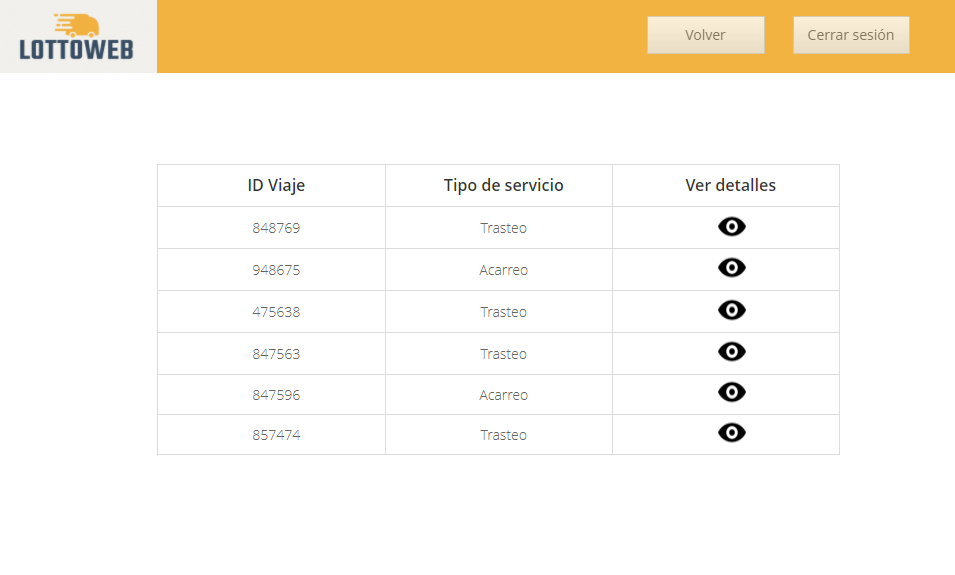 LOTTOWEB
Volver
Cerrar sesión
ID Viaje Tipo de servicio Ver detalles
848769 Trasteo
948675 Acarreo
475638 Trasteo
847563 Trasteo
847596 Acarreo
857474 Trasteo